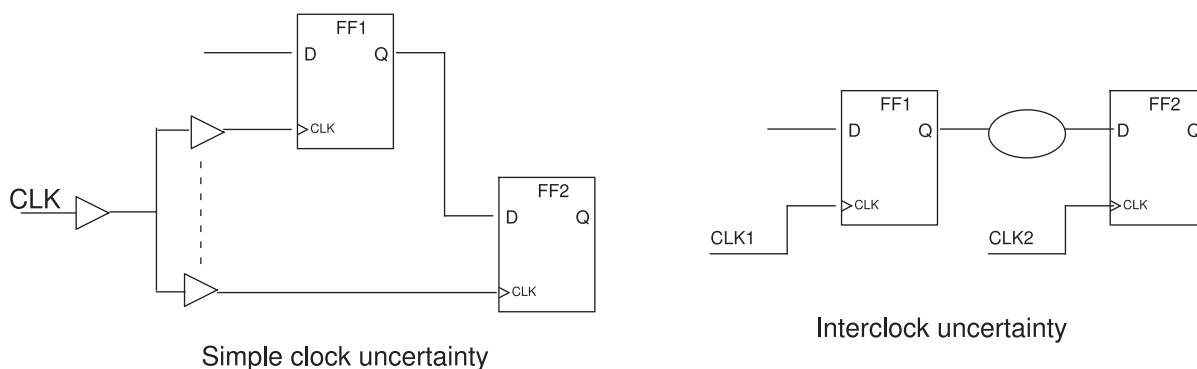 FF1
D Q
CLK
CLK
FF2
D Q
CLK
Simple clock uncertainty
FF1
D Q
CLK
CLK1
FF2
D Q
CLK
CLK2
Interclock uncertainty